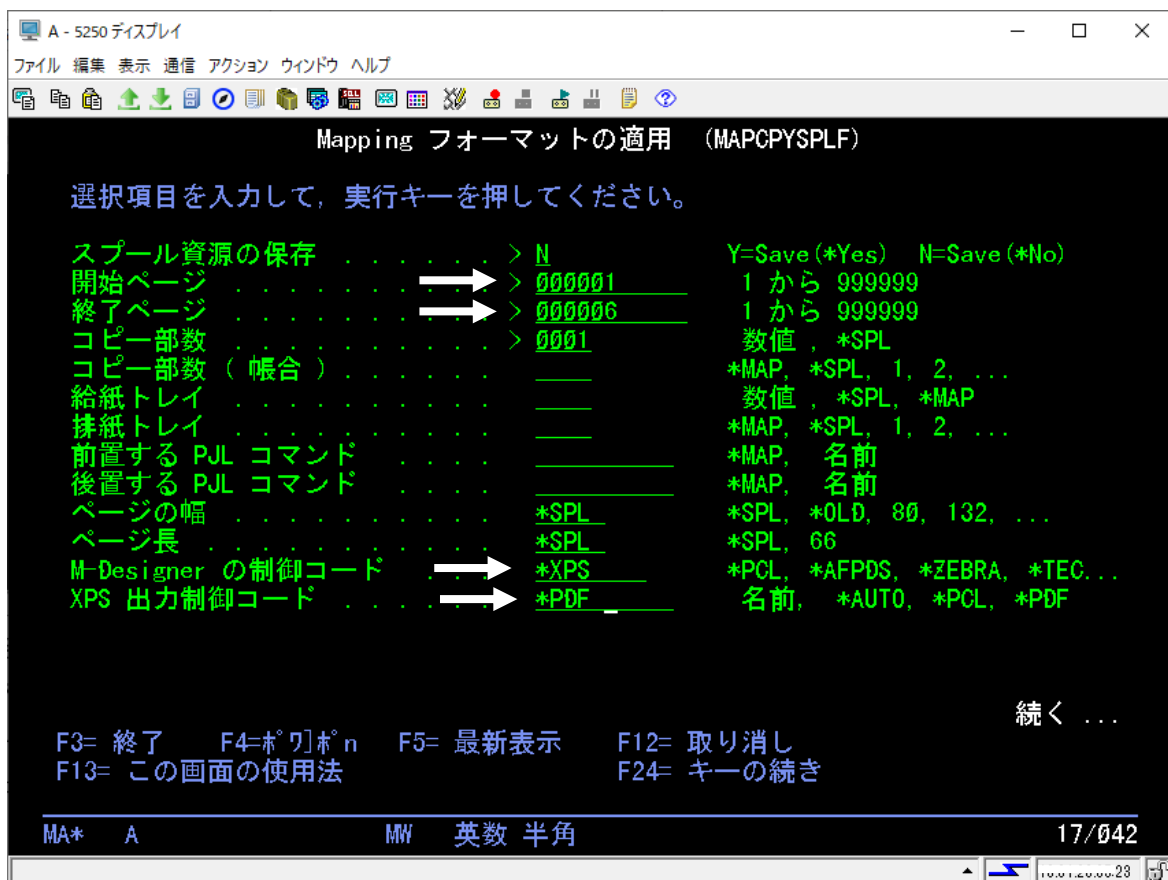 A - 5250 ディスプレイ
ファイル 編集 表示 通信 アクション ウィンドウ ヘルプ
Mapping フォーマットの適用 (MAPCPYSPLF)
選択項目を入力して, 実行キーを押してください。
スプール資源の保存 . . . . . . > N Y=Save(*Yes) N=Save(*No)
開始ページ . . . . . . . . . . > 000001 1 から 999999
終了ページ . . . . . . . . . . > 000006 1 から 999999
コピー部数 . . . . . . . . . . > 0001 数値 , *SPL
コピー部数 ( 帳合 ) . . . . . . *MAP, *SPL, 1, 2, ...
給紙トレイ . . . . . . . . . . 数値 , *SPL, *MAP
排紙トレイ . . . . . . . . . . *MAP, *SPL, 1, 2, ...
前置する PJL コマンド . . . . *MAP, 名前
後置する PJL コマンド . . . . *MAP, 名前
ページの幅 . . . . . . . . . . *SPL *SPL, *OLD, 80, 132, ...
ページ長 . . . . . . . . . . . *SPL *SPL, 66
M-Designer の制御コード . . . *XPS *PCL, *AFPDS, *ZEBRA, *TEC...
XPS 出力制御コード . . . . . . *PDF 名前, *AUTO, *PCL, *PDF
続く ...
F3= 終了 F4=ﾎﾟﾜ]ﾎﾟn F5= 最新表示 F12= 取り消し
F13= この画面の使用法 F24= キーの続き
MA* A MW 英数 半角 17/042